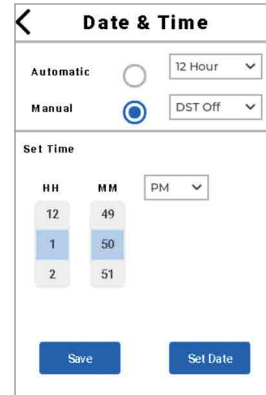 Date & Time
Automatic 12 Hour
Manual DST Off
Set Time
HH MM PM
12 49
1 50
2 51
Save Set Date